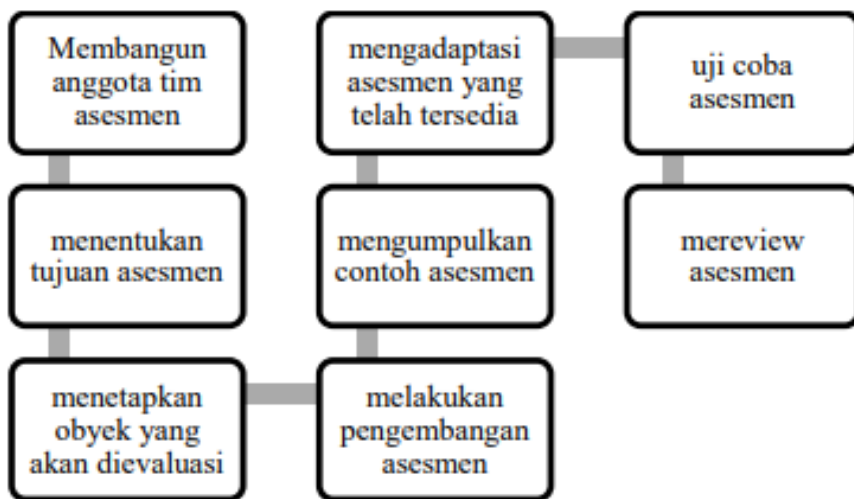 Membangun
anggota tim
asesmen
menentukan
tujuan asesmen
menetapkan
obyek yang
akan dievaluasi
melakukan
pengembangan
asesmen
mengumpulkan
contoh asesmen
mengadaptasi
asesmen yang
telah tersedia
uji coba
asesmen
mereview
asesmen